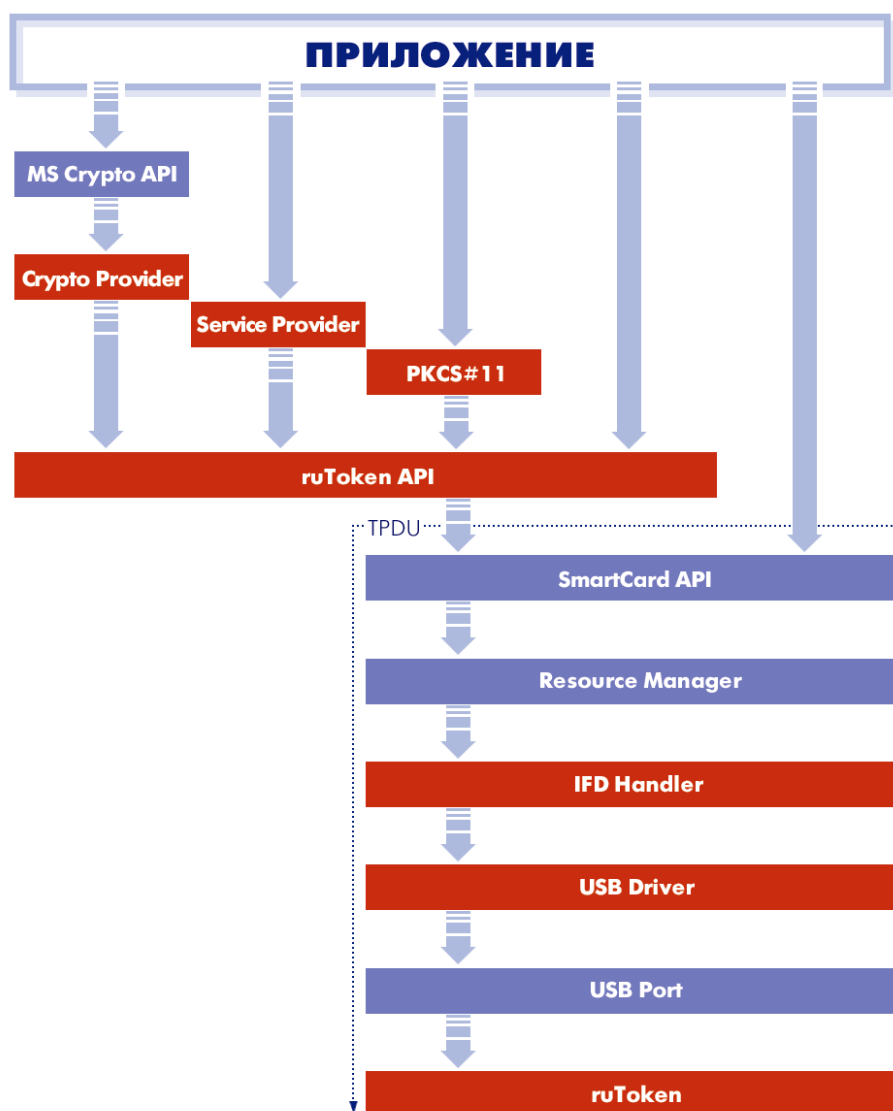 ПРИЛОЖЕНИЕ
MS Crypto API
Crypto Provider
Service Provider
PKCS#11
ruToken API
TPDU
SmartCard API
Resource Manager
IFD Handler
USB Driver
USB Port
ruToken